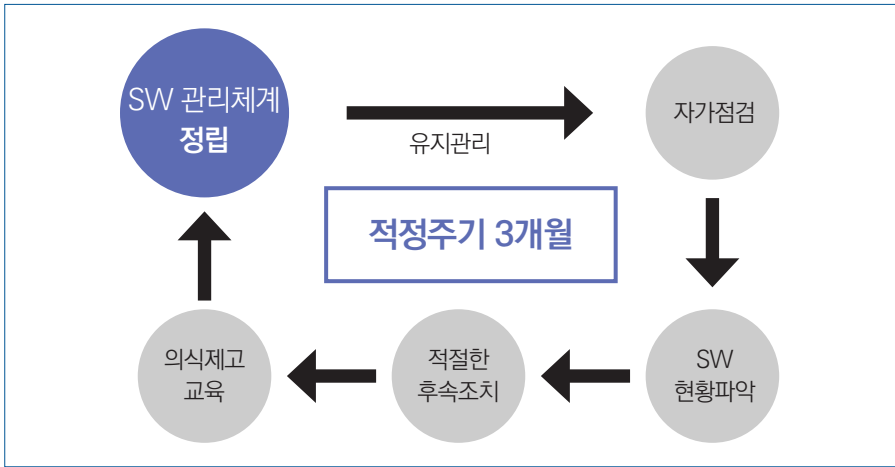 SW 관리체계
정립
유지관리
자가점검
적정주기 3개월
의식제고
교육
적절한
후속조치
SW
현황파악